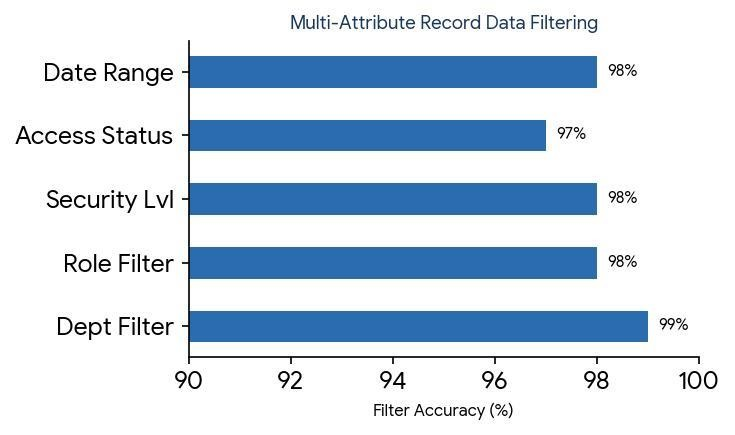 Multi-Attribute Record Data Filtering
Date Range 98%
Access Status 97%
Security Lvl 98%
Role Filter 98%
Dept Filter 99%
90 92 94 96 98 100
Filter Accuracy (%)